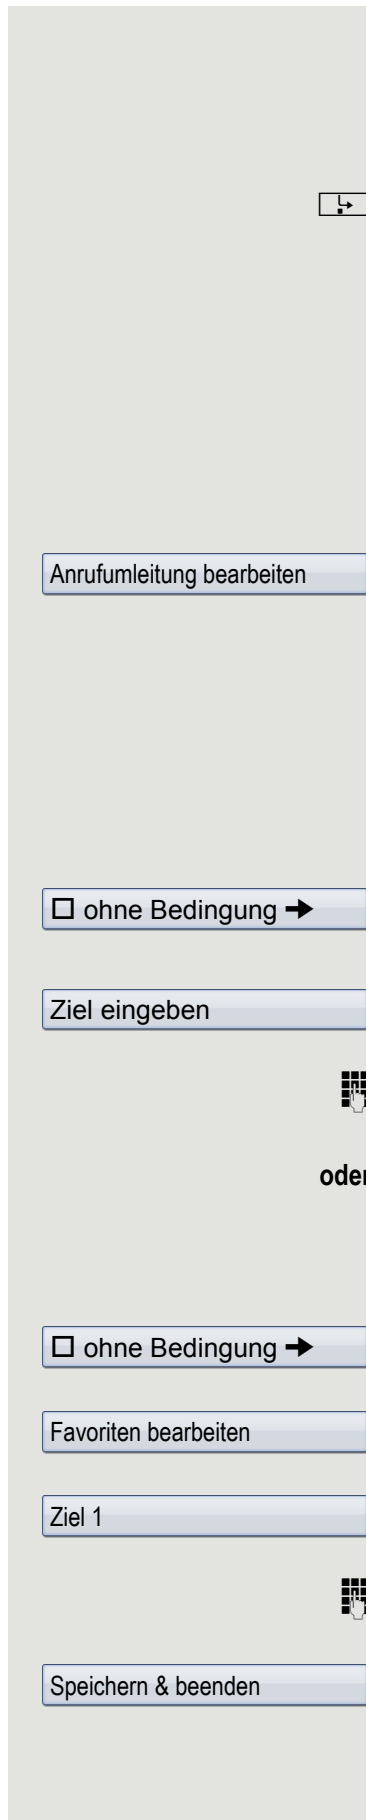 Anrufumleitung bearbeiten
☐ ohne Bedingung ➔
Ziel eingeben
oder
☐ ohne Bedingung ➔
Favoriten bearbeiten
Ziel 1
Speichern & beenden